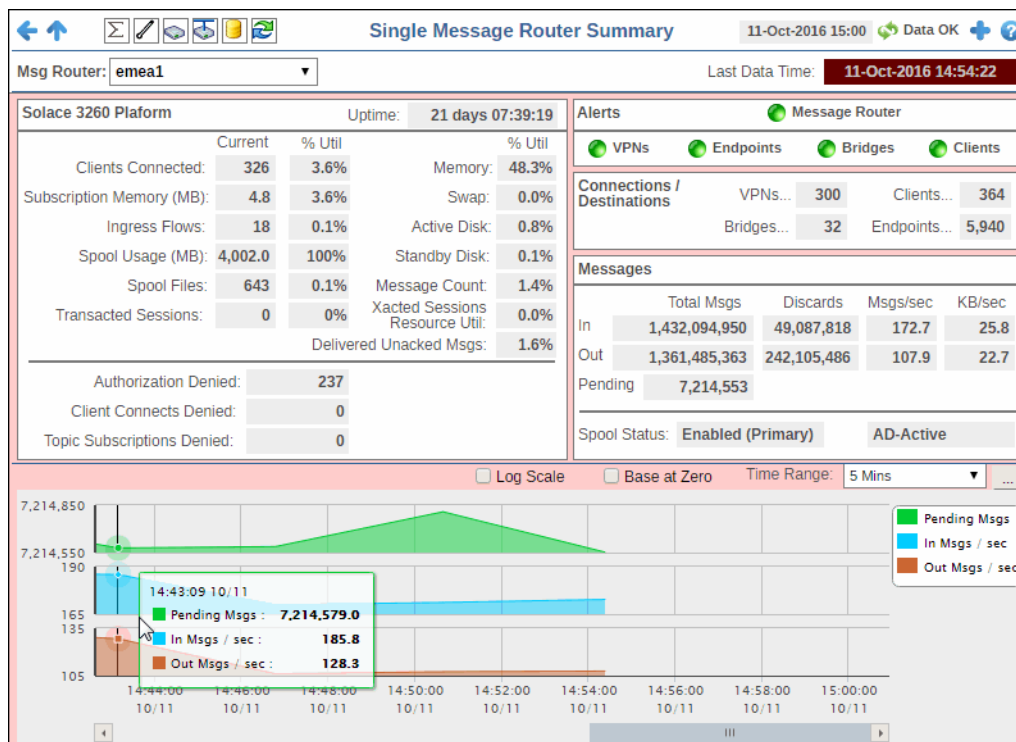 Single Message Router Summary 11-Oct-2016 15:00 Data OK
Msg Router: emea1 Last Data Time: 11-Oct-2016 14:54:22
Solace 3260 Plaform Uptime: 21 days 07:39:19
Current % Util % Util
Clients Connected: 326 3.6% Memory: 48.3%
Subscription Memory (MB): 4.8 3.6% Swap: 0.0%
Ingress Flows: 18 0.1% Active Disk: 0.8%
Spool Usage (MB): 4,002.0 100% Standby Disk: 0.1%
Spool Files: 643 0.1% Message Count: 1.4%
Transacted Sessions: 0 0% Xacted Sessions
Resource Util: 0.0%
Delivered Unacked Msgs: 1.6%
Authorization Denied: 237
Client Connects Denied: 0
Topic Subscriptions Denied: 0
Alerts Message Router
VPNs Endpoints Bridges Clients
Connections /
Destinations
VPNs... 300 Clients... 364
Bridges... 32 Endpoints... 5,940
Messages
Total Msgs Discards Msgs/sec KB/sec
In 1,432,094,950 49,087,818 172.7 25.8
Out 1,361,485,363 242,105,486 107.9 22.7
Pending 7,214,553
Spool Status: Enabled (Primary) AD-Active
Log Scale Base at Zero Time Range: 5 Mins ...
7,214,850
7,214,550
190
165
135
105
Pending Msgs
In Msgs / sec
Out Msgs / sec
14:43:09 10/11
Pending Msgs : 7,214,579.0
In Msgs / sec : 185.8
Out Msgs / sec : 128.3
14:44:00 14:46:00 14:48:00 14:50:00 14:52:00 14:54:00 14:56:00 14:58:00 15:00:00
10/11 10/11 10/11 10/11 10/11 10/11 10/11 10/11 10/11